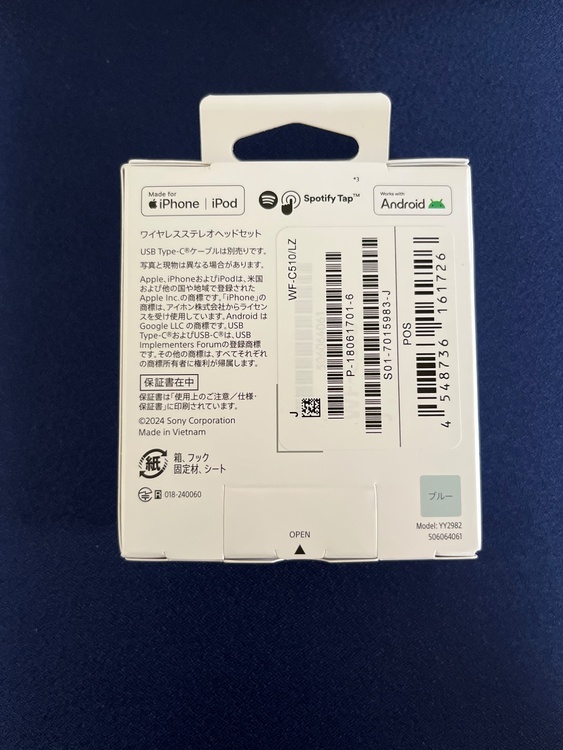 Made for
iPhone | iPod
Spotify Tap™
*3
Works with
Android
ワイヤレスステレオヘッドセット
USB Type-C®ケーブルは別売りです。
写真と現物は異なる場合があります。
Apple、iPhoneおよびiPodは、米国
および他の国や地域で登録された
Apple Inc.の商標です。「iPhone」の
商標は、アイホン株式会社からライセン
スを受け使用しています。Android は
Google LLC の商標です。USB
Type-C®およびUSB-C®は、USB
Implementers Forumの登録商標
です。その他の商標は、すべてそれぞれ
の商標所有者に権利が帰属します。
保証書在中
保証書は「使用上のご注意／仕様・
保証書」に印刷されています。
©2024 Sony Corporation
Made in Vietnam
紙
箱、フック
固定材、シート
R 018-240060
WF-C510/LZ
J
P-18061701-6
S01-7015983-J
POS
4 548736 161726
ブルー
Model: YY2982
506064061
OPEN